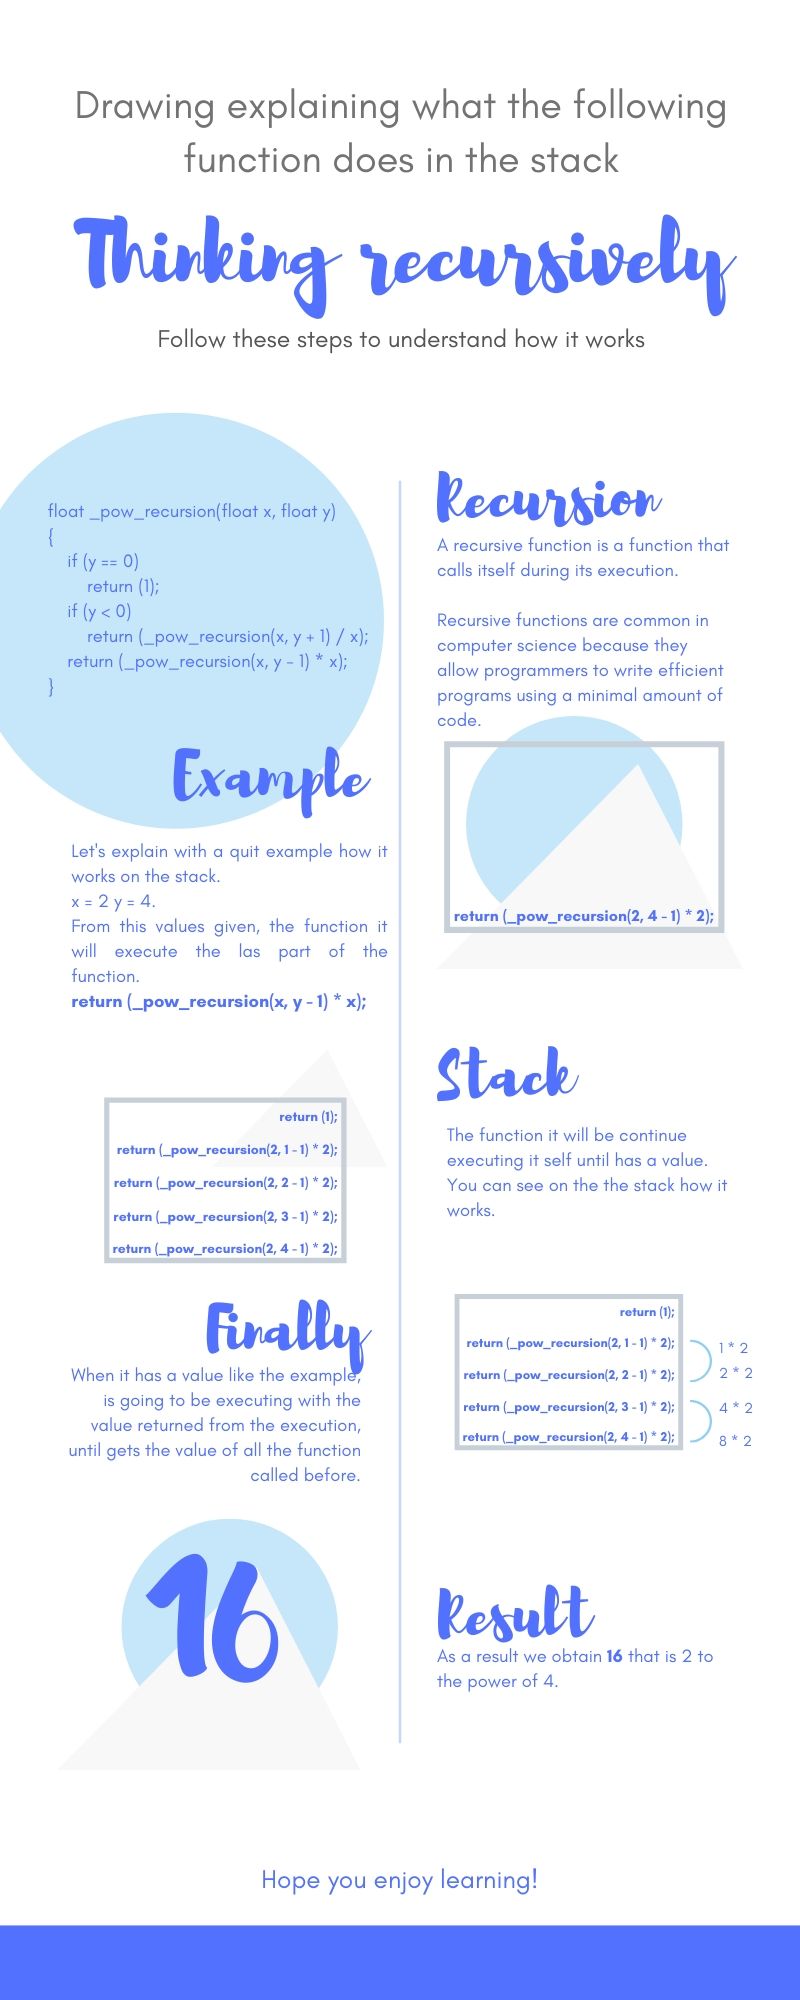 Drawing explaining what the following
function does in the stack
Thinking recursively
Follow these steps to understand how it works
float _pow_recursion(float x, float y)
{
if (y == 0)
return (1);
if (y < 0)
return (_pow_recursion(x, y + 1) / x);
return (_pow_recursion(x, y - 1) * x);
}
Recursion
A recursive function is a function that
calls itself during its execution.
Recursive functions are common in
computer science because they
allow programmers to write efficient
programs using a minimal amount of
code.
Example
Let's explain with a quit example how it
works on the stack.
x = 2 y = 4.
From this values given, the function it
will execute the las part of the
function.
return (_pow_recursion(x, y - 1) * x);
return (_pow_recursion(2, 4 - 1) * 2);
Stack
The function it will be continue
executing it self until has a value.
You can see on the the stack how it
works.
return (1);
return (_pow_recursion(2, 1 - 1) * 2);
return (_pow_recursion(2, 2 - 1) * 2);
return (_pow_recursion(2, 3 - 1) * 2);
return (_pow_recursion(2, 4 - 1) * 2);
Finally
When it has a value like the example,
is going to be executing with the
value returned from the execution,
until gets the value of all the function
called before.
return (1);
return (_pow_recursion(2, 1 - 1) * 2);
return (_pow_recursion(2, 2 - 1) * 2);
return (_pow_recursion(2, 3 - 1) * 2);
return (_pow_recursion(2, 4 - 1) * 2);
1 * 2
2 * 2
4 * 2
8 * 2
16
Result
As a result we obtain 16 that is 2 to
the power of 4.
Hope you enjoy learning!